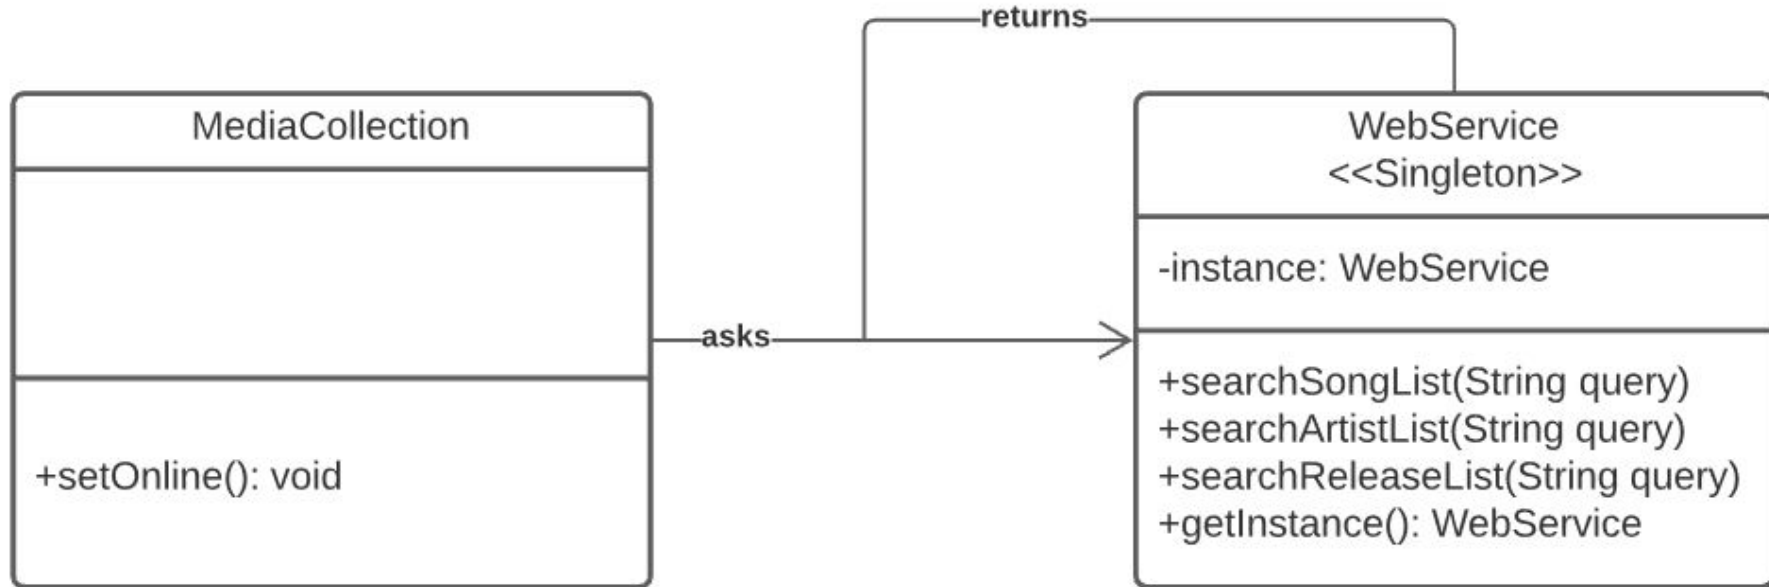 returns
MediaCollection
+setOnline(): void
asks
WebService
<<Singleton>>
-instance: WebService
+searchSongList(String query)
+searchArtistList(String query)
+searchReleaseList(String query)
+getInstance(): WebService